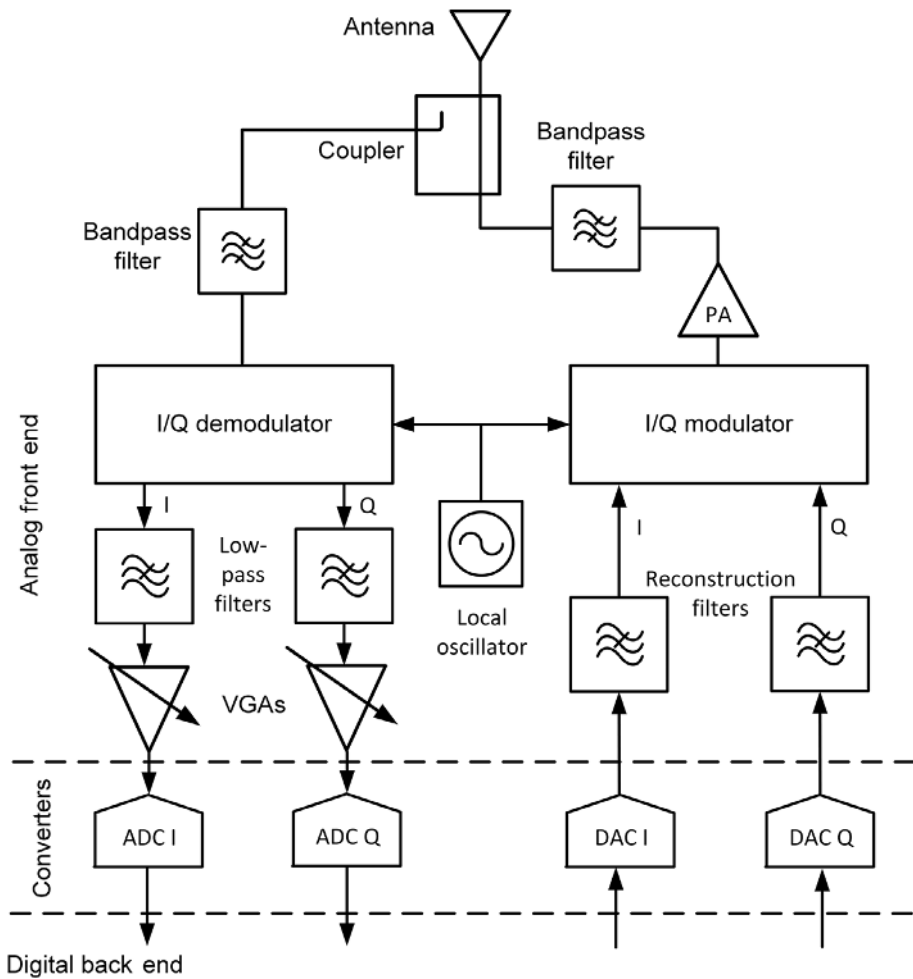 Antenna
Coupler
Bandpass
filter
Bandpass
filter
PA
I/Q demodulator
I/Q modulator
Analog front end
I
Q
Low-
pass
filters
Local
oscillator
I
Q
Reconstruction
filters
VGAs
Converters
ADC I
ADC Q
DAC I
DAC Q
Digital back end